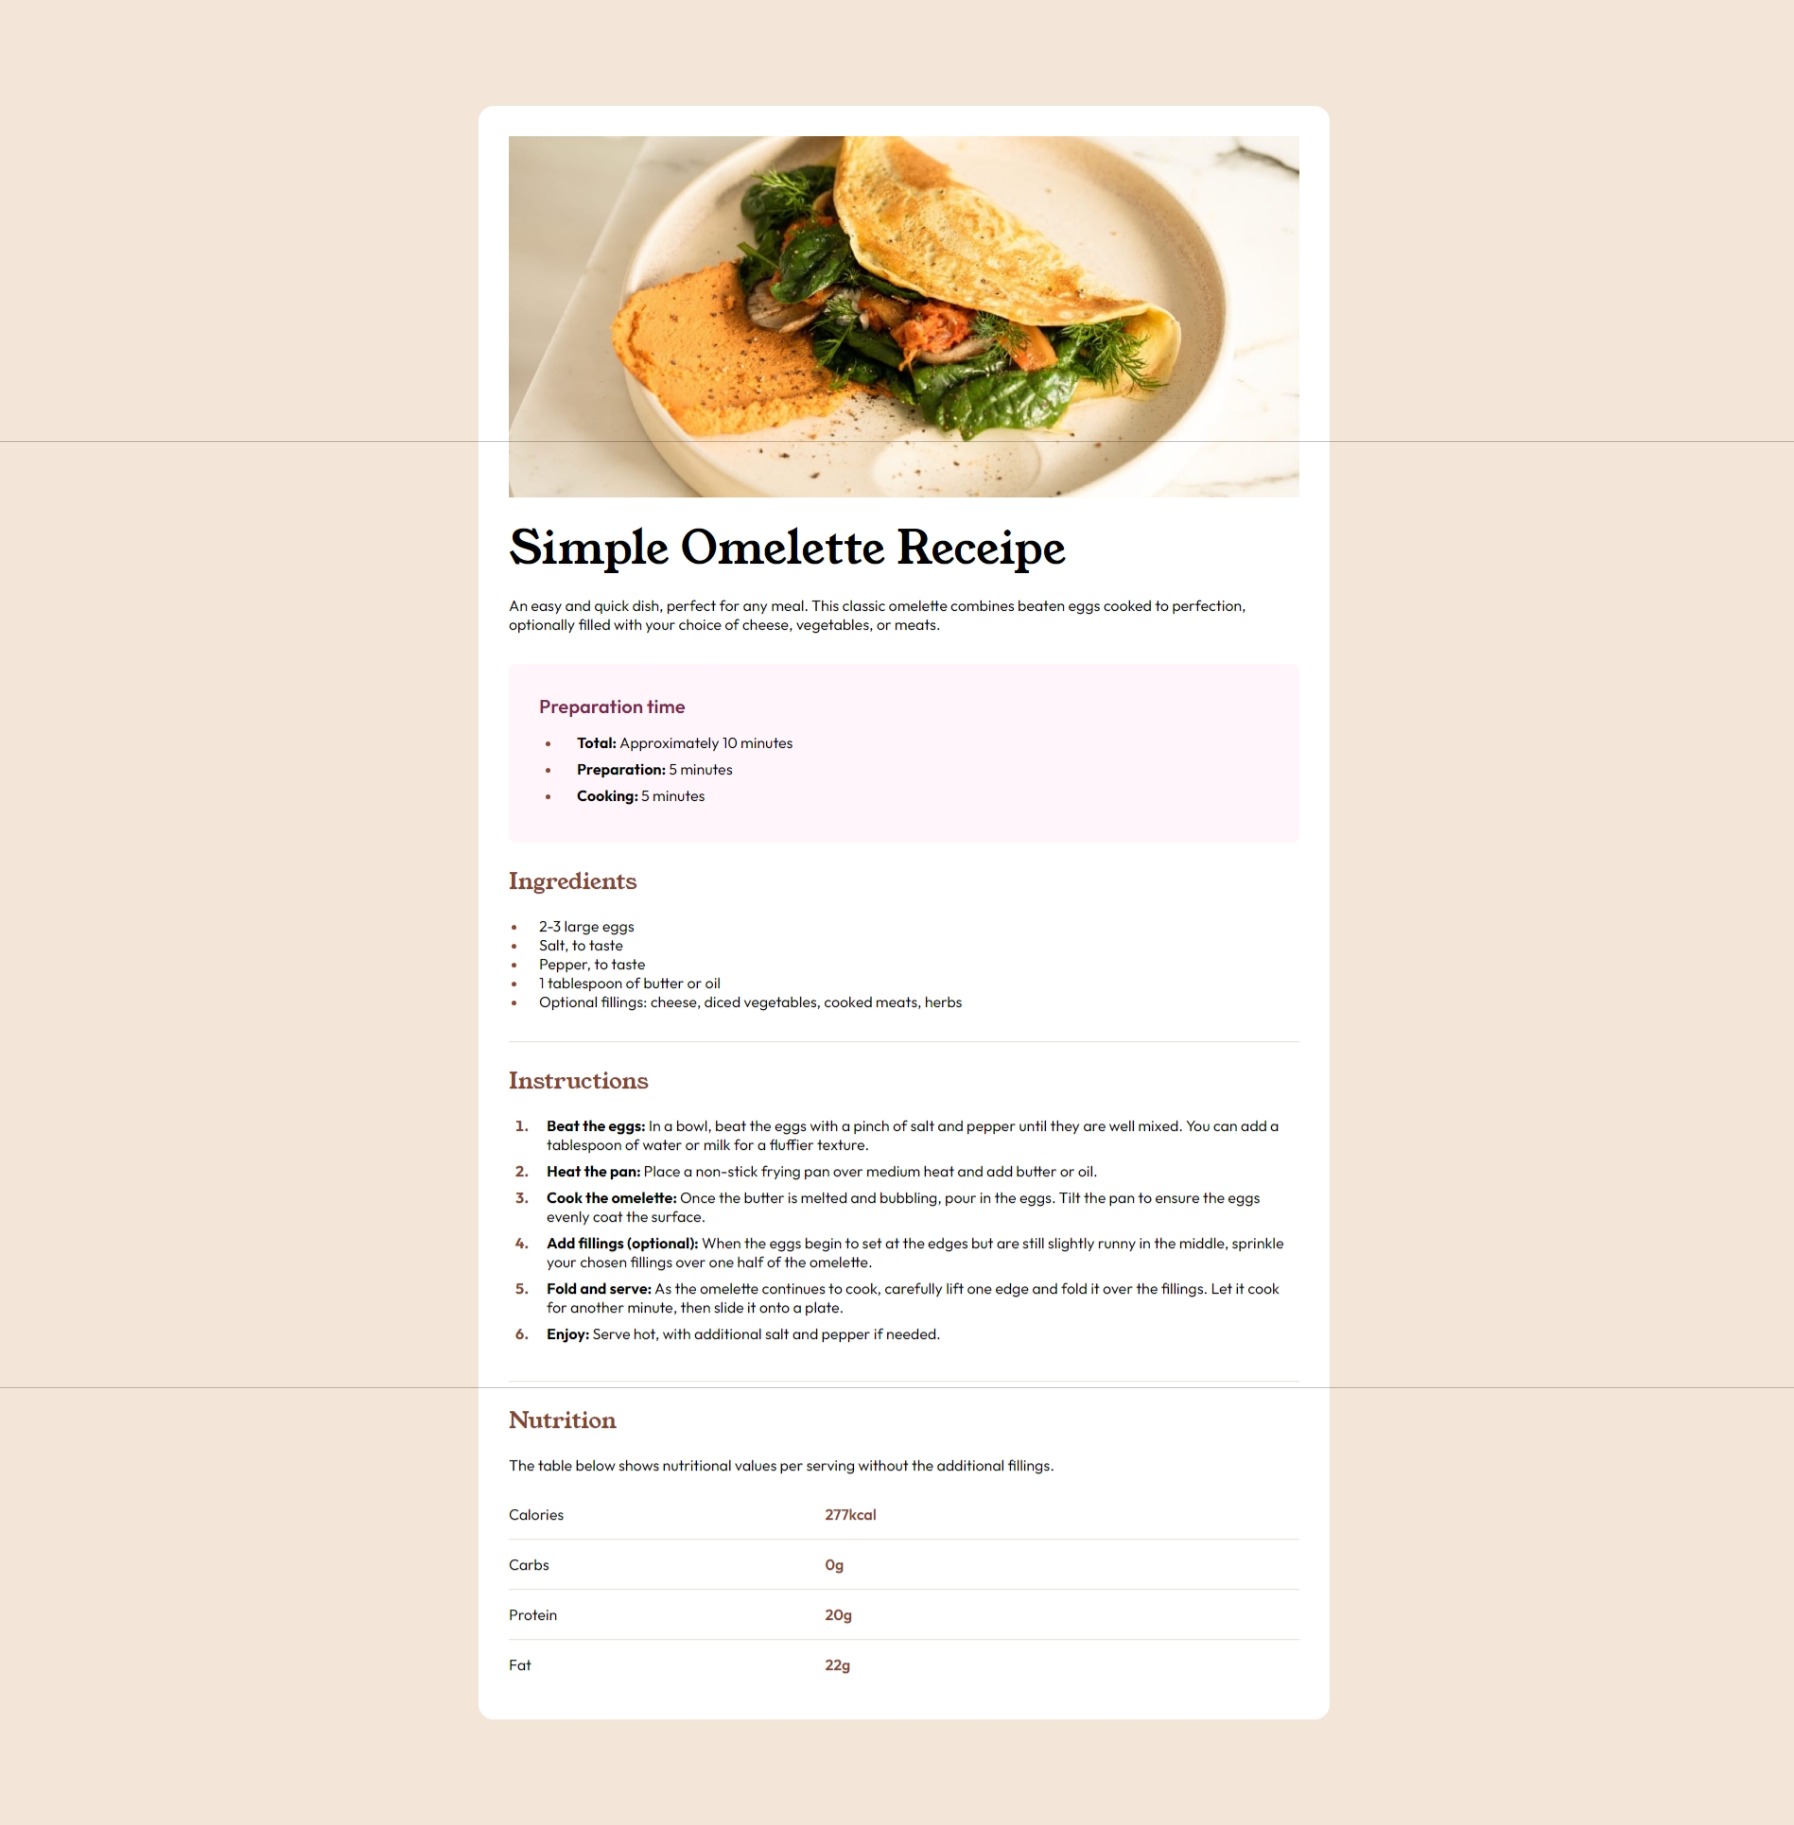 Simple Omelette Receipe
An easy and quick dish, perfect for any meal. This classic omelette combines beaten eggs cooked to perfection,
optionally filled with your choice of cheese, vegetables, or meats.
Preparation time
• Total: Approximately 10 minutes
• Preparation: 5 minutes
• Cooking: 5 minutes
Ingredients
• 2-3 large eggs
• Salt, to taste
• Pepper, to taste
• 1 tablespoon of butter or oil
• Optional fillings: cheese, diced vegetables, cooked meats, herbs
Instructions
1. Beat the eggs: In a bowl, beat the eggs with a pinch of salt and pepper until they are well mixed. You can add a
tablespoon of water or milk for a fluffier texture.
2. Heat the pan: Place a non-stick frying pan over medium heat and add butter or oil.
3. Cook the omelette: Once the butter is melted and bubbling, pour in the eggs. Tilt the pan to ensure the eggs
evenly coat the surface.
4. Add fillings (optional): When the eggs begin to set at the edges but are still slightly runny in the middle, sprinkle
your chosen fillings over one half of the omelette.
5. Fold and serve: As the omelette continues to cook, carefully lift one edge and fold it over the fillings. Let it cook
for another minute, then slide it onto a plate.
6. Enjoy: Serve hot, with additional salt and pepper if needed.
Nutrition
The table below shows nutritional values per serving without the additional fillings.
Calories 277kcal
Carbs 0g
Protein 20g
Fat 22g